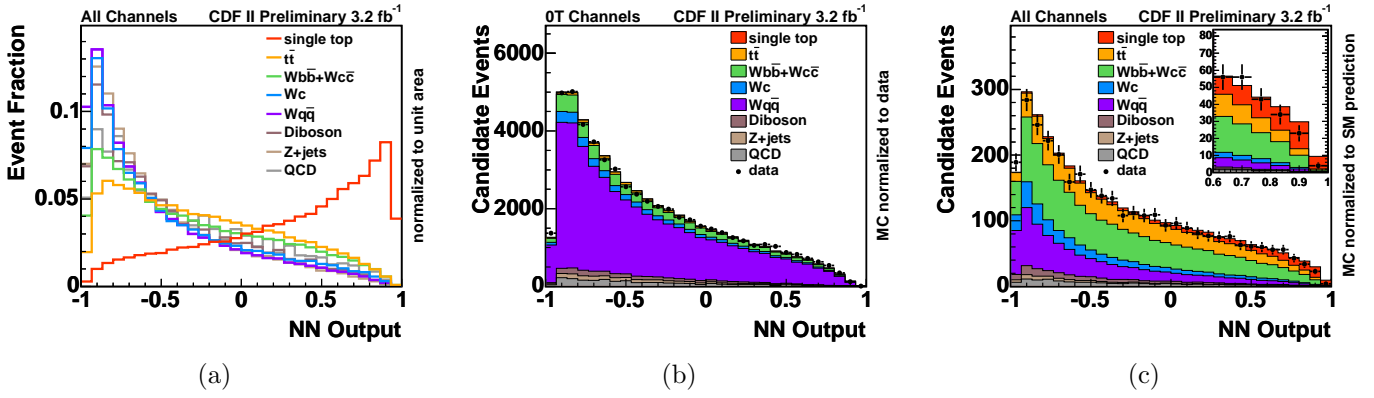 All Channels CDF II Preliminary 3.2 fb⁻¹
Event Fraction
0.1
0.05
0
-1 -0.5 0 0.5 1
NN Output
normalized to unit area
single top
tt̄
Wbb̄+Wcc̄
Wc
Wqq̄
Diboson
Z+jets
QCD
(a)
0T Channels CDF II Preliminary 3.2 fb⁻¹
Candidate Events
6000
4000
2000
0
-1 -0.5 0 0.5 1
NN Output
MC normalized to data
single top
tt̄
Wbb̄+Wcc̄
Wc
Wqq̄
Diboson
Z+jets
QCD
data
(b)
All Channels CDF II Preliminary 3.2 fb⁻¹
Candidate Events
300
200
100
0
-1 -0.5 0 0.5 1
NN Output
MC normalized to SM prediction
single top
tt̄
Wbb̄+Wcc̄
Wc
Wqq̄
Diboson
Z+jets
QCD
data
80
70
60
50
40
30
20
10
0
0.6 0.7 0.8 0.9 1
(c)